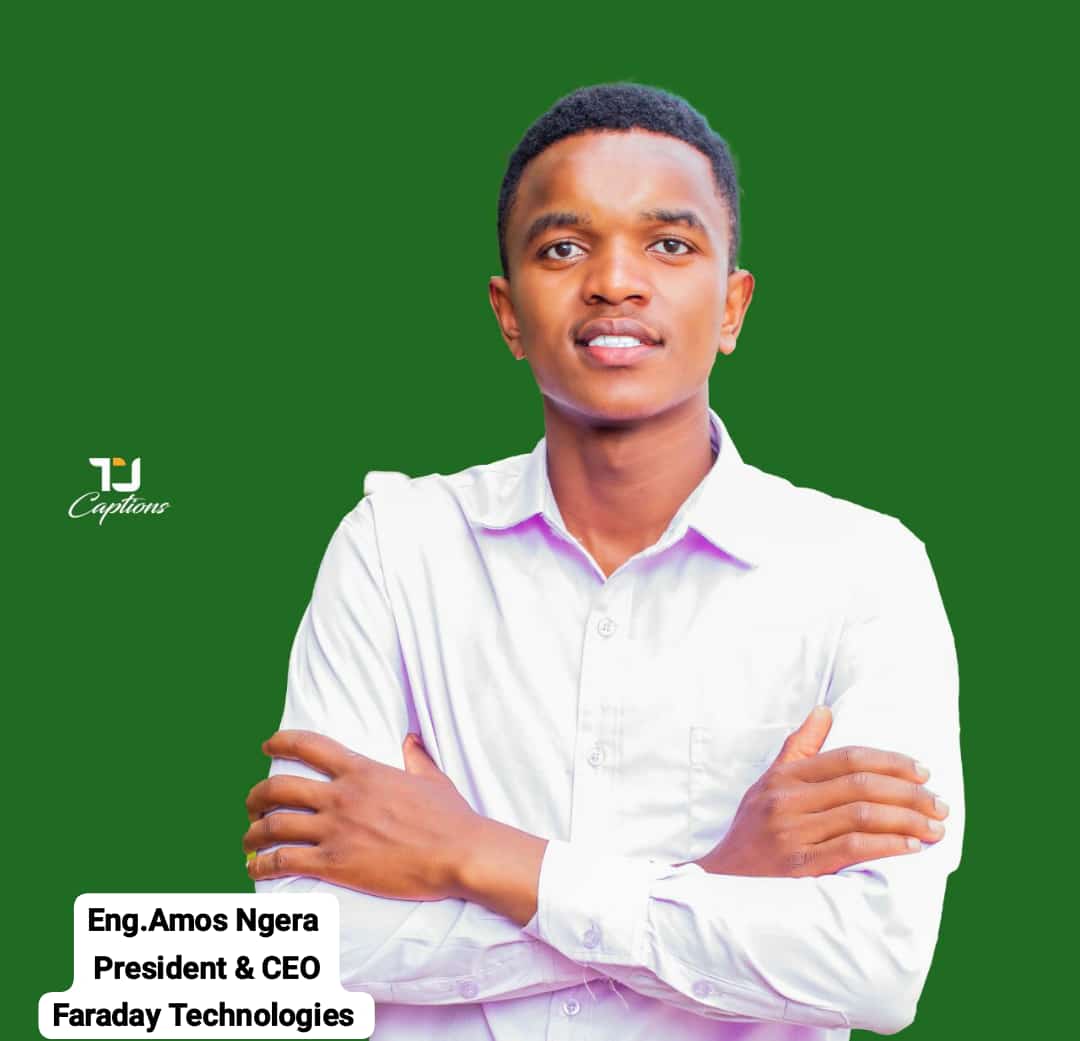 TJ
Captions
Eng.Amos Ngera
President & CEO
Faraday Technologies